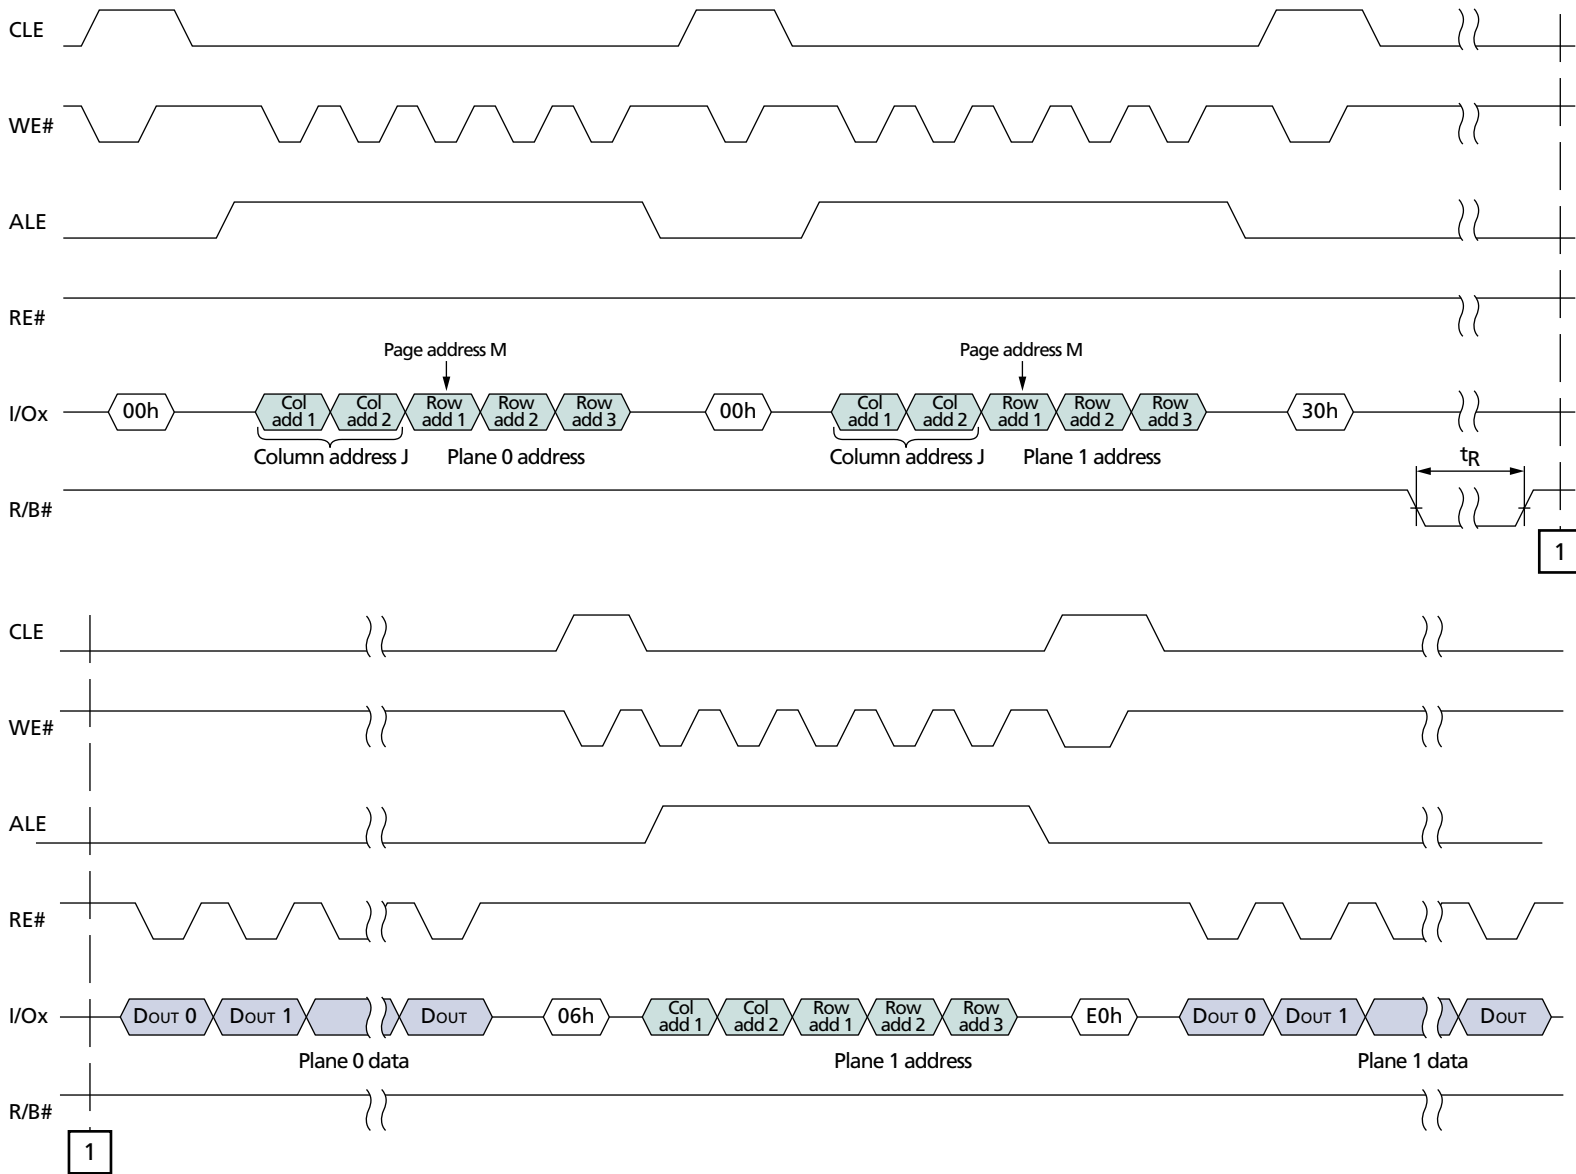 CLE
WE#
ALE
RE#
Page address M
Page address M
I/Ox
00h
Col add 1
Col add 2
Row add 1
Row add 2
Row add 3
00h
Col add 1
Col add 2
Row add 1
Row add 2
Row add 3
30h
Column address J
Plane 0 address
Column address J
Plane 1 address
tR
R/B#
1
CLE
WE#
ALE
RE#
I/Ox
DOUT 0
DOUT 1
DOUT
06h
Col add 1
Col add 2
Row add 1
Row add 2
Row add 3
E0h
DOUT 0
DOUT 1
DOUT
Plane 0 data
Plane 1 address
Plane 1 data
R/B#
1